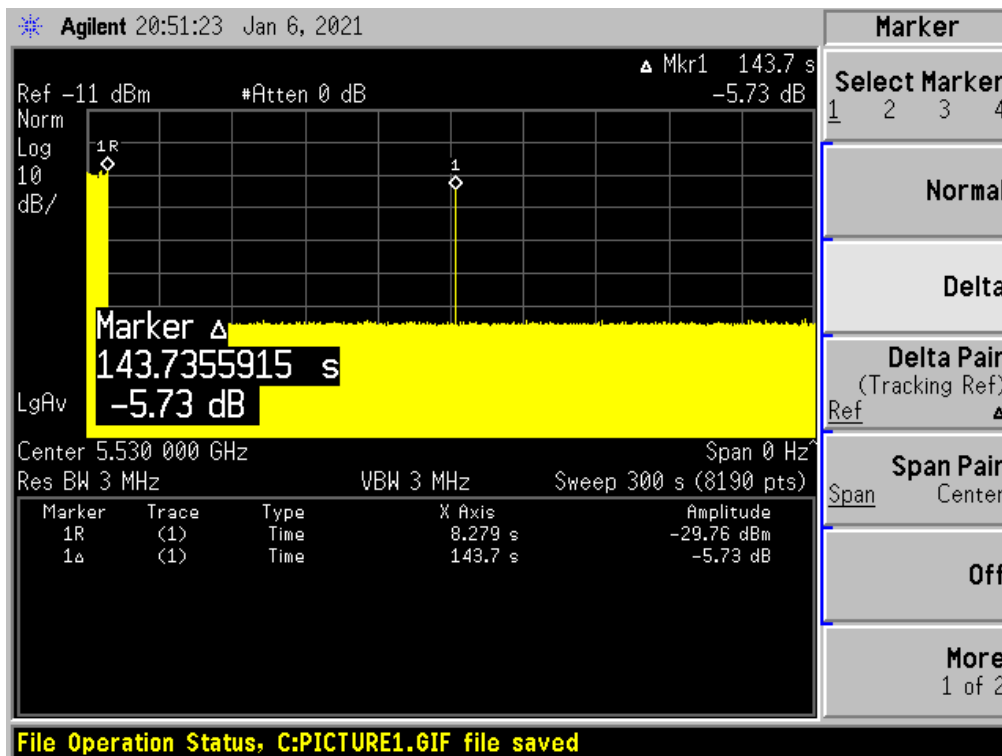 Agilent 20:51:23 Jan 6, 2021
Marker
Δ Mkr1 143.7 s
Ref -11 dBm #Atten 0 dB -5.73 dB
Norm
Log
10
dB/
1R
1
Marker Δ
143.7355915 s
-5.73 dB
LgAv
Center 5.530 000 GHz Span 0 Hz^
Res BW 3 MHz VBW 3 MHz Sweep 300 s (8190 pts)
Marker Trace Type X Axis Amplitude
1R (1) Time 8.279 s -29.76 dBm
1Δ (1) Time 143.7 s -5.73 dB
Select Marker
1 2 3 4
Normal
Delta
Delta Pair
(Tracking Ref)
Ref Δ
Span Pair
Span Center
Off
More
1 of 2
File Operation Status, C:PICTURE1.GIF file saved